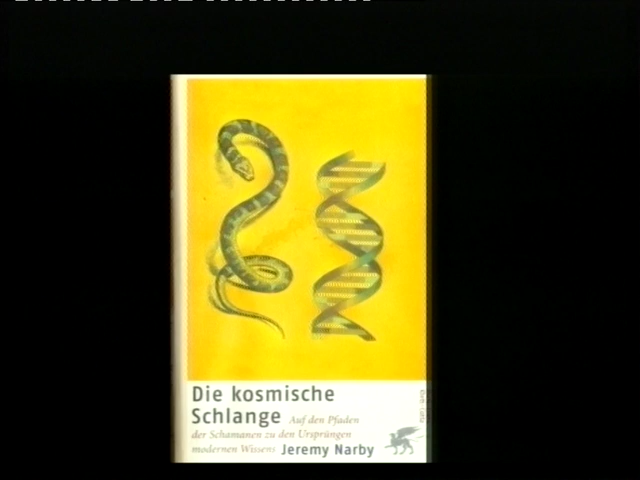 Die kosmische
Schlange Auf den Pfaden
der Schamanen zu den Ursprüngen
modernen Wissens Jeremy Narby